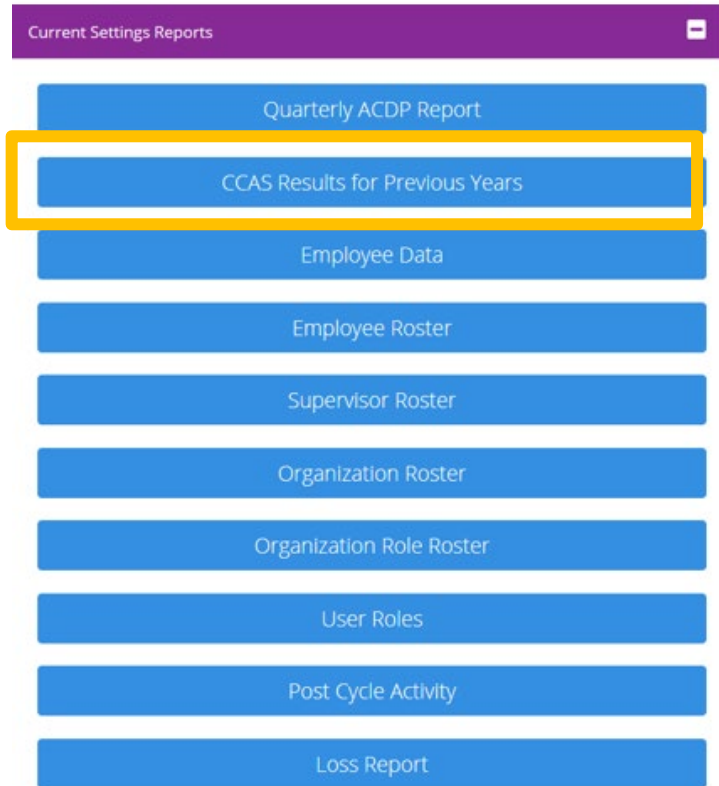 Current Settings Reports
Quarterly ACDP Report
CCAS Results for Previous Years
Employee Data
Employee Roster
Supervisor Roster
Organization Roster
Organization Role Roster
User Roles
Post Cycle Activity
Loss Report